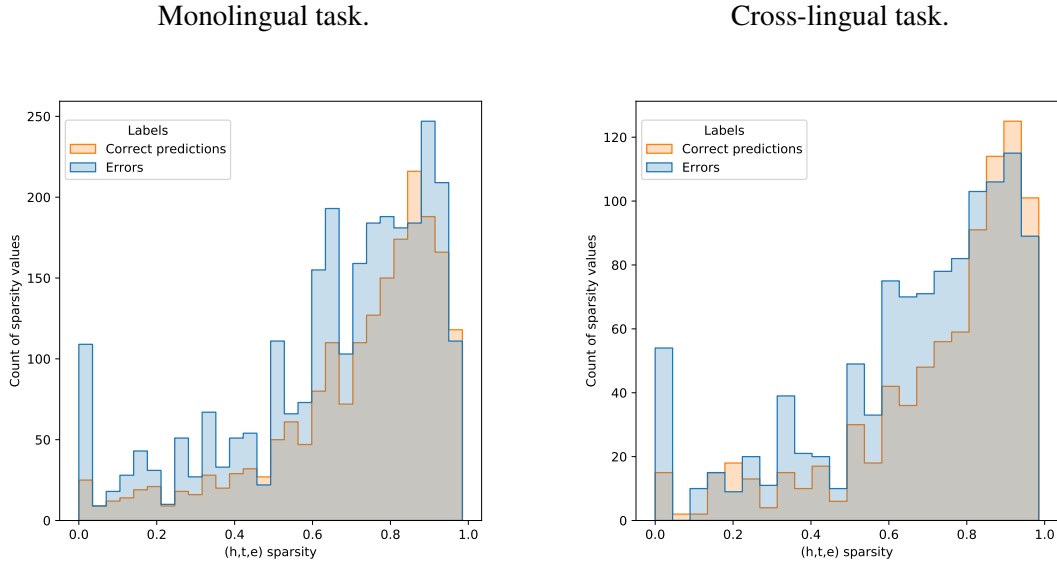 Monolingual task.
Cross-lingual task.
250
200
150
100
50
0
Count of sparsity values
Labels
Correct predictions
Errors
0.0 0.2 0.4 0.6 0.8 1.0
(h,t,e) sparsity
120
100
80
60
40
20
0
Count of sparsity values
Labels
Correct predictions
Errors
0.0 0.2 0.4 0.6 0.8 1.0
(h,t,e) sparsity